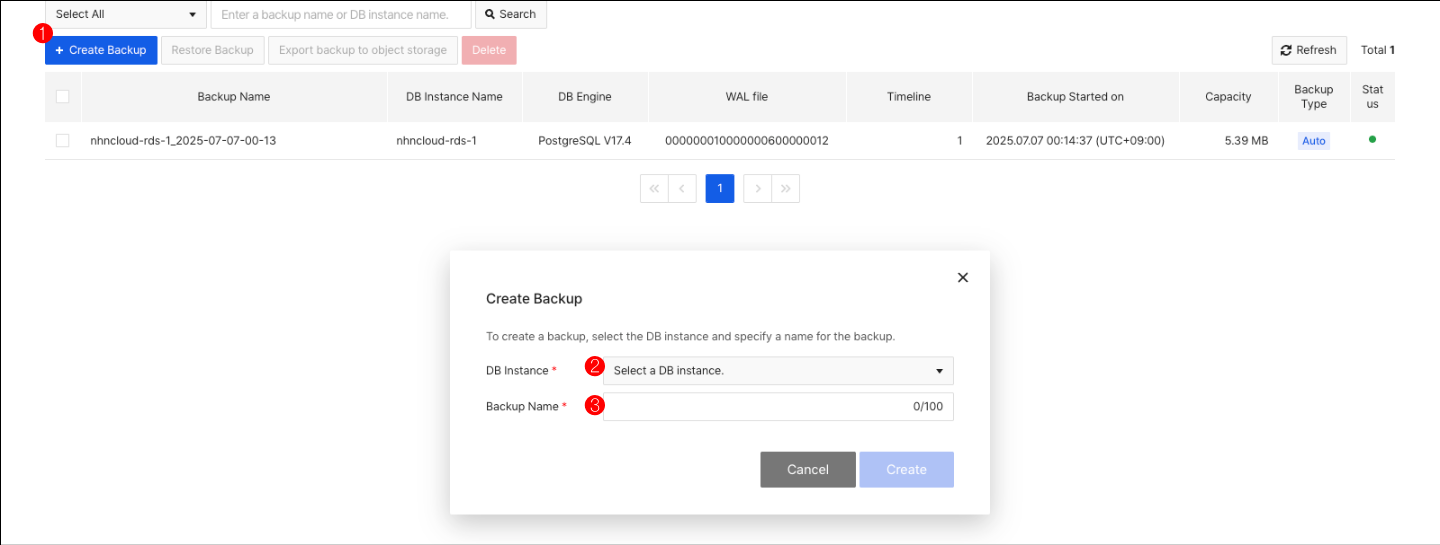 Select All
Enter a backup name or DB instance name.
Search
1
+ Create Backup
Restore Backup
Export backup to object storage
Delete
Refresh
Total 1
Backup Name
DB Instance Name
DB Engine
WAL file
Timeline
Backup Started on
Capacity
Backup
Type
Stat
us
nhncloud-rds-1_2025-07-07-00-13
nhncloud-rds-1
PostgreSQL V17.4
000000010000000600000012
1
2025.07.07 00:14:37 (UTC+09:00)
5.39 MB
Auto
1
Create Backup
To create a backup, select the DB instance and specify a name for the backup.
DB Instance *
2
Select a DB instance.
Backup Name *
3
0/100
Cancel
Create